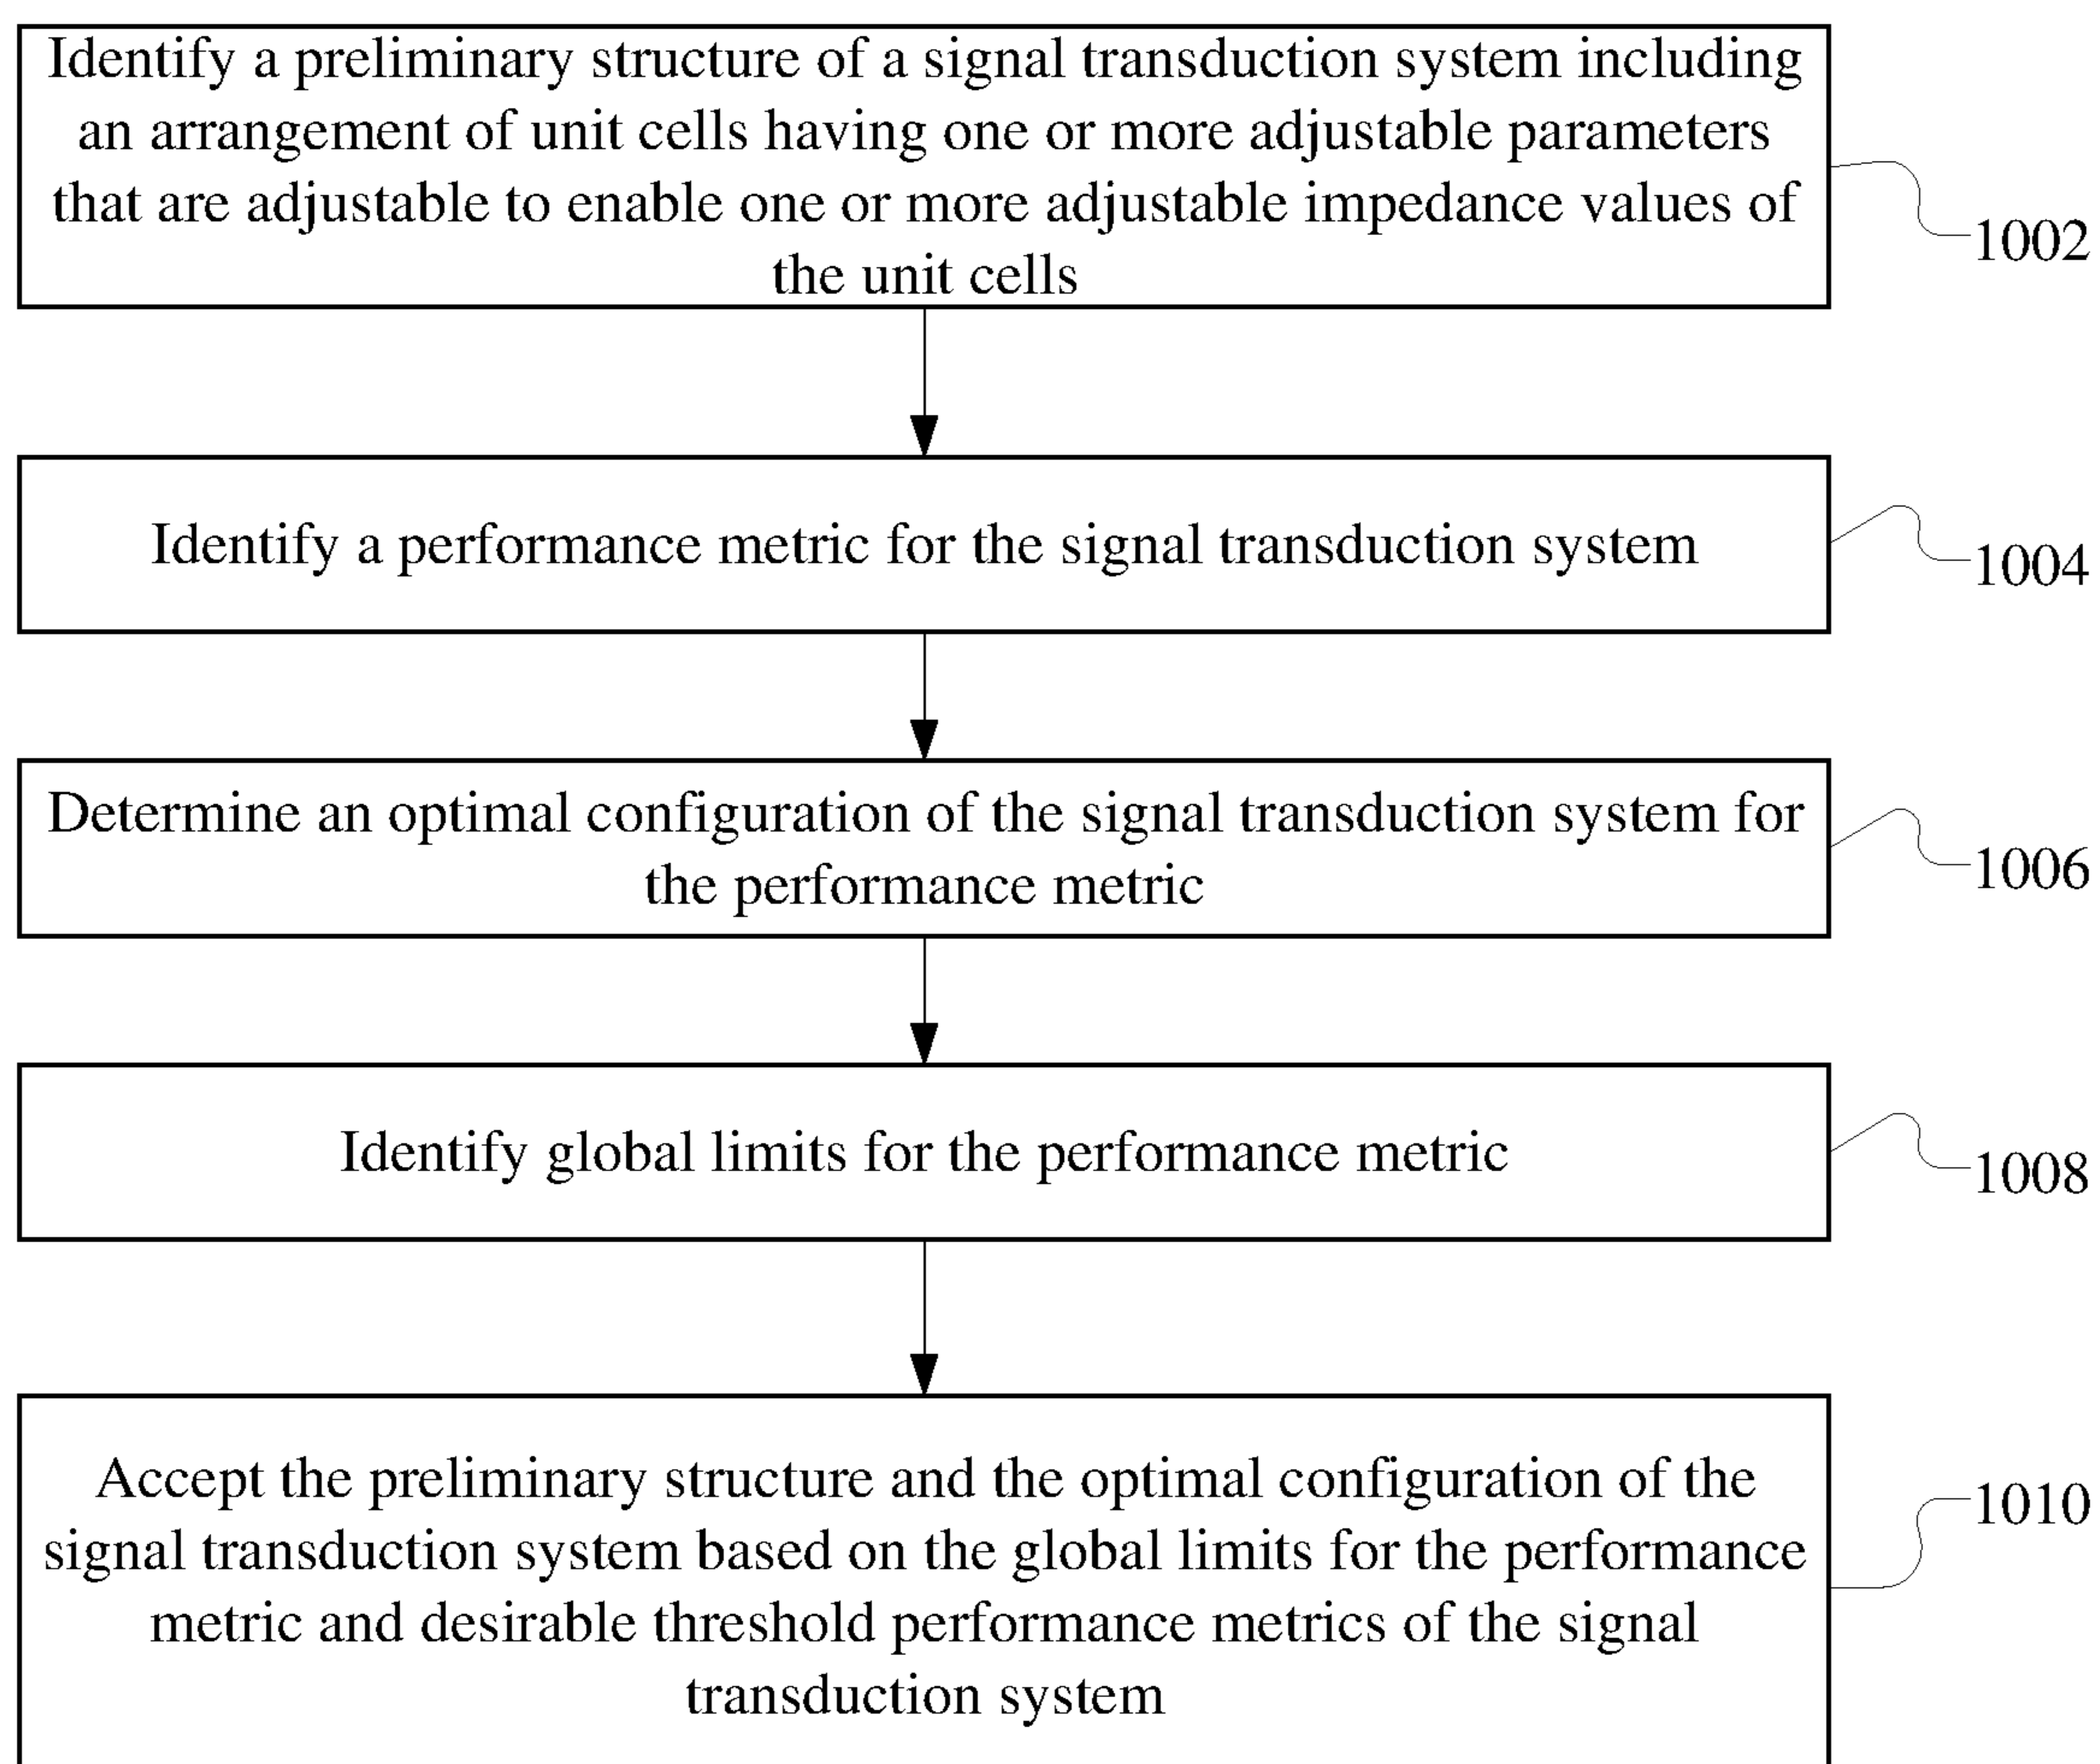 Identify a preliminary structure of a signal transduction system including
an arrangement of unit cells having one or more adjustable parameters
that are adjustable to enable one or more adjustable impedance values of
the unit cells
1002
Identify a performance metric for the signal transduction system
1004
Determine an optimal configuration of the signal transduction system for
the performance metric
1006
Identify global limits for the performance metric
1008
Accept the preliminary structure and the optimal configuration of the
signal transduction system based on the global limits for the performance
metric and desirable threshold performance metrics of the signal
transduction system
1010